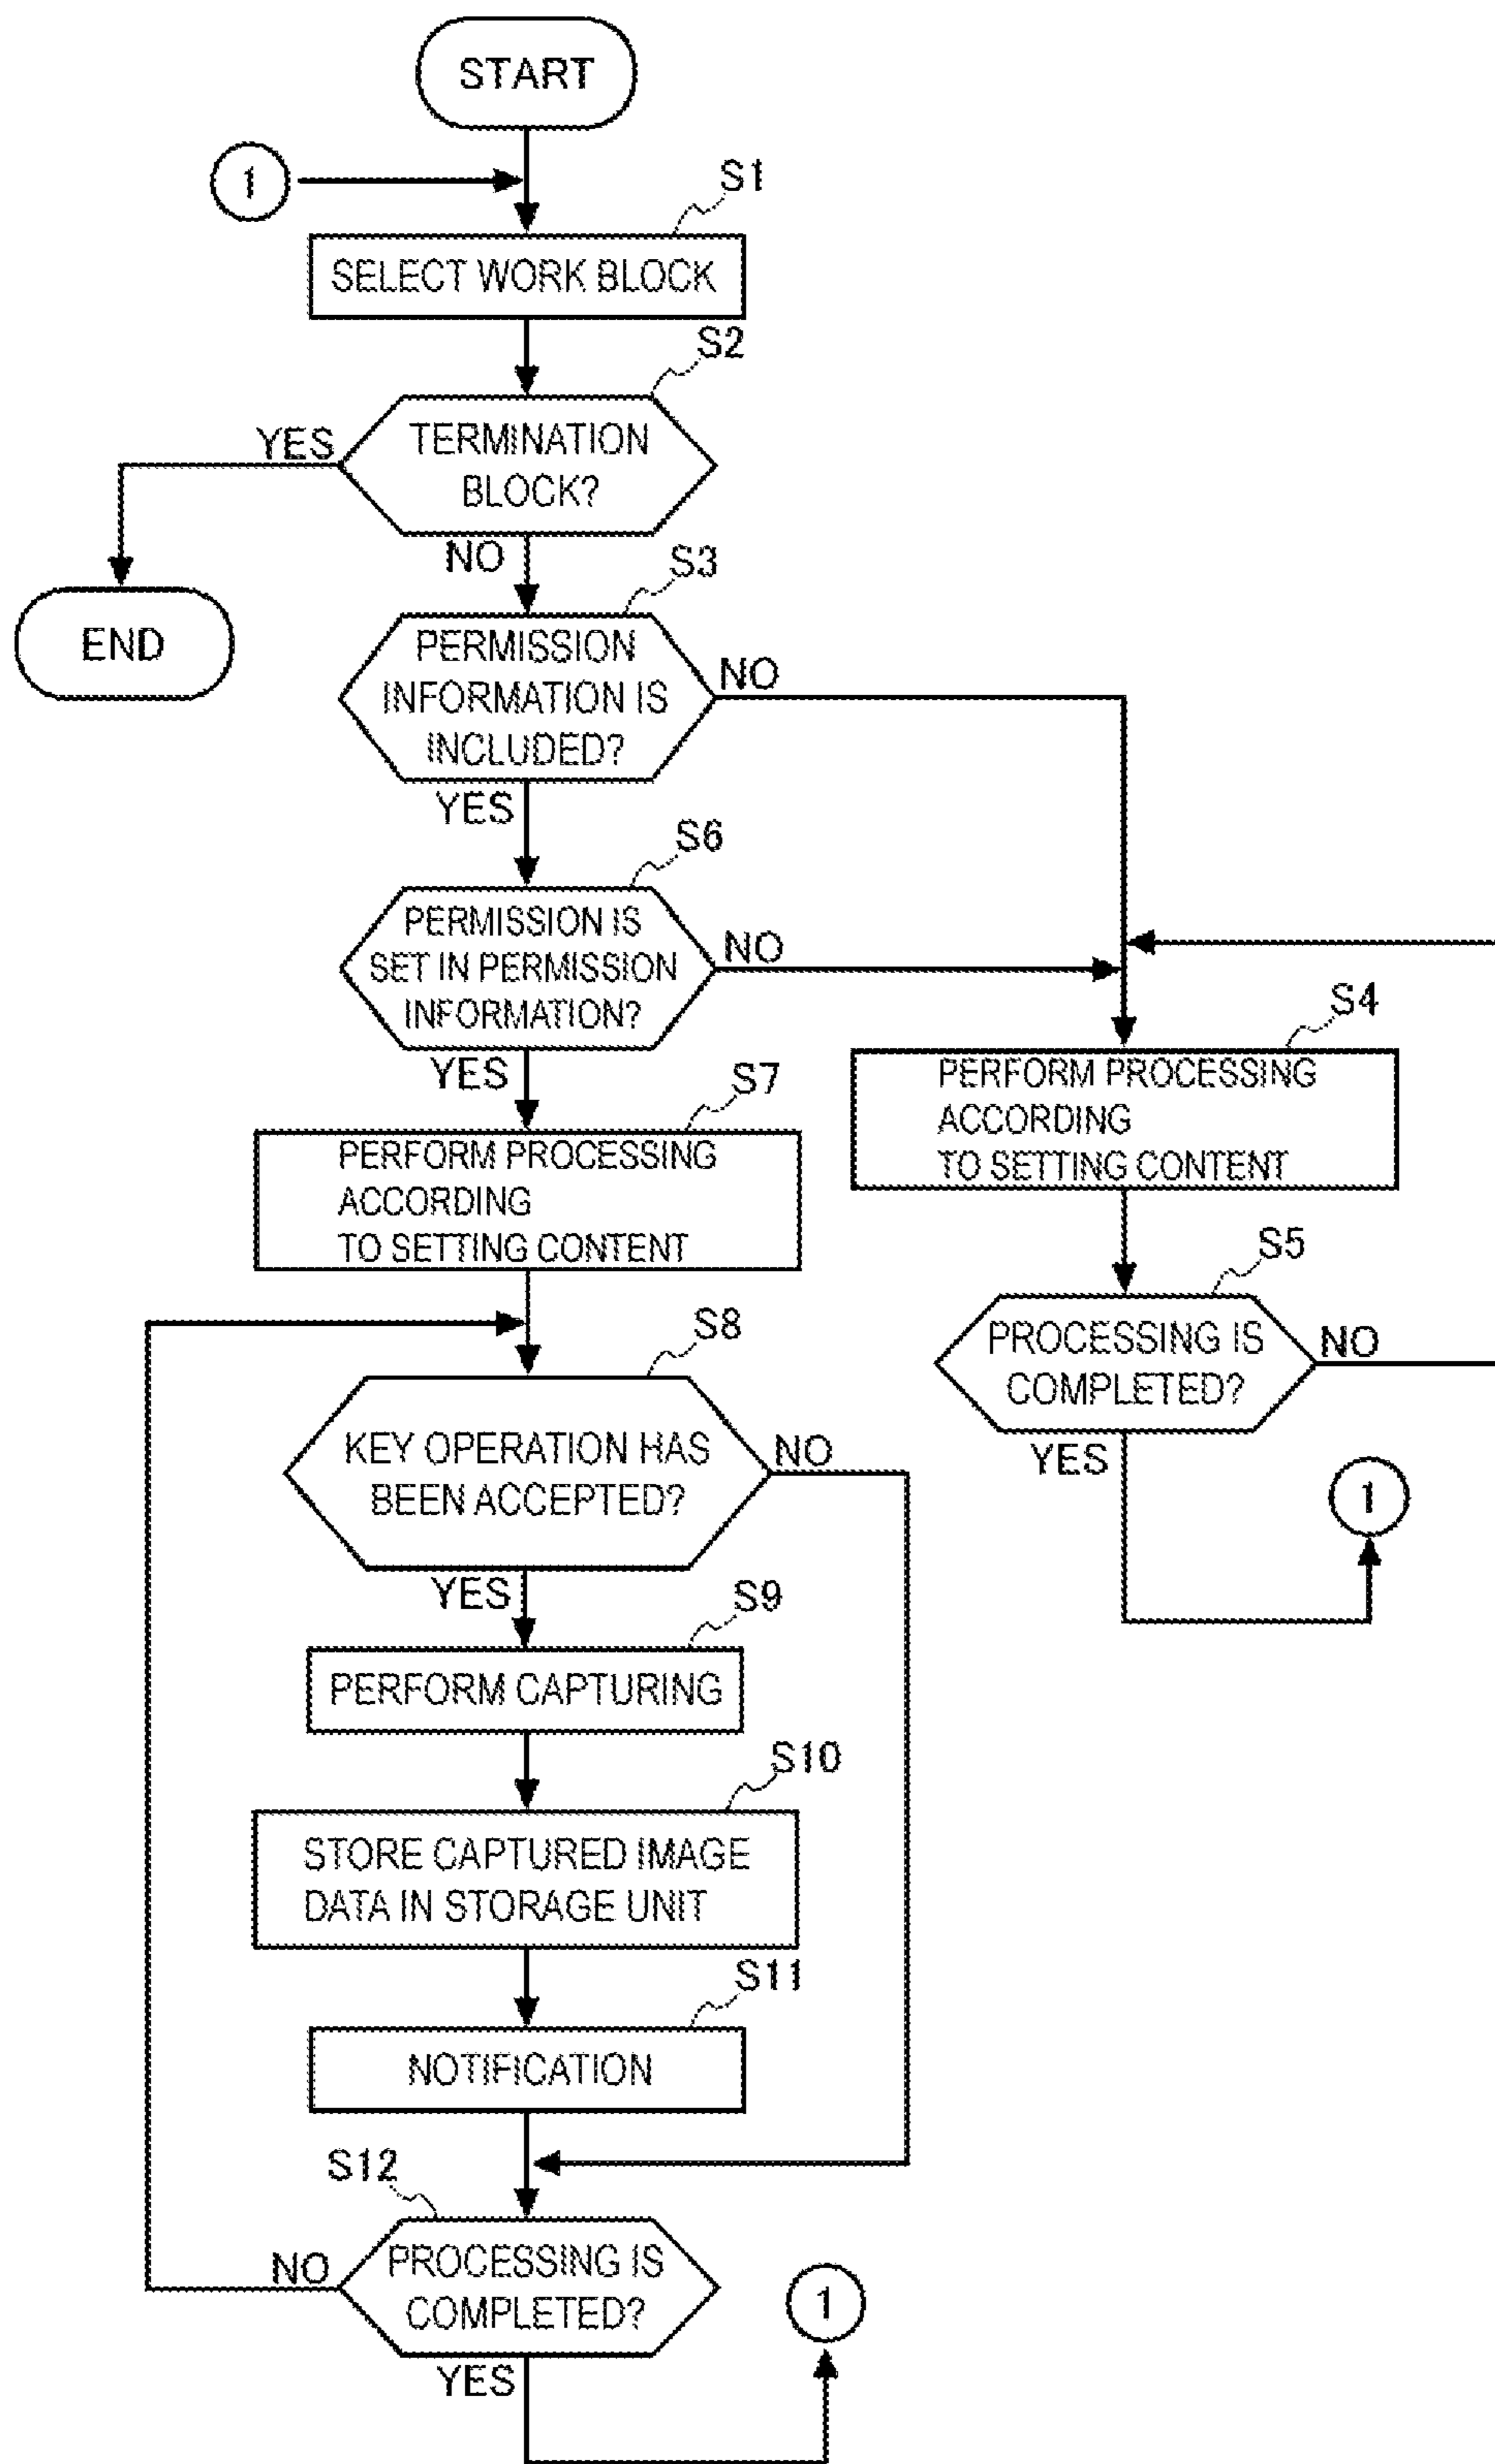 START
1
S1
SELECT WORK BLOCK
S2
YES
TERMINATION
BLOCK?
NO
END
S3
PERMISSION
INFORMATION IS
INCLUDED?
NO
YES
S6
PERMISSION IS
SET IN PERMISSION
INFORMATION?
NO
YES
S4
PERFORM PROCESSING
ACCORDING
TO SETTING CONTENT
S7
PERFORM PROCESSING
ACCORDING
TO SETTING CONTENT
S5
PROCESSING IS
COMPLETED?
NO
YES
1
S8
KEY OPERATION HAS
BEEN ACCEPTED?
NO
YES
S9
PERFORM CAPTURING
S10
STORE CAPTURED IMAGE
DATA IN STORAGE UNIT
S11
NOTIFICATION
S12
PROCESSING IS
COMPLETED?
NO
YES
1